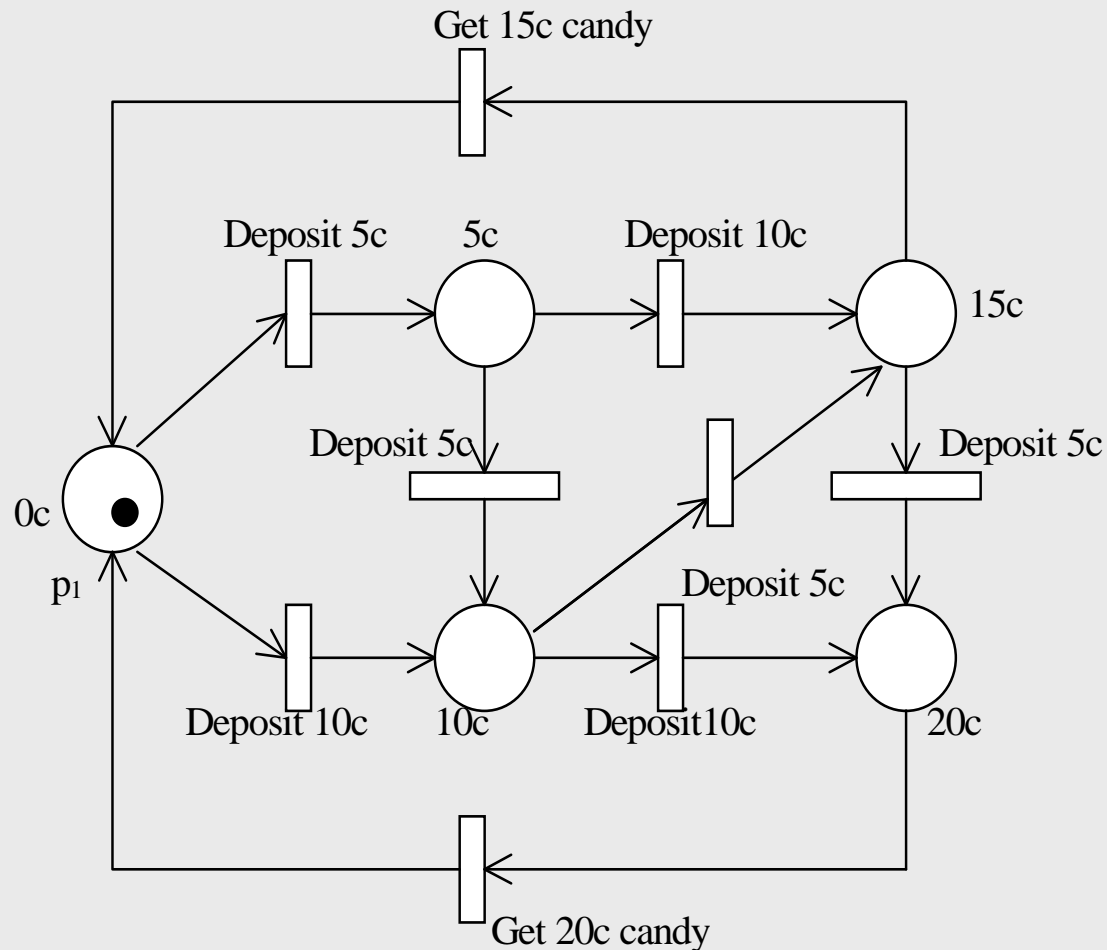 Get 15c candy
Deposit 5c
5c
Deposit 10c
15c
Deposit 5c
Deposit 5c
0c
p1
Deposit 5c
Deposit 10c
10c
Deposit10c
20c
Get 20c candy